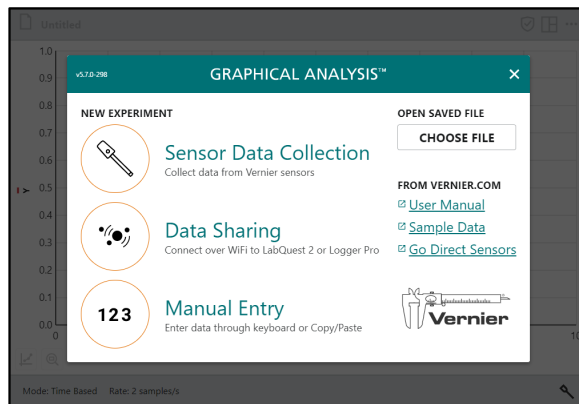 Untitled
1.0
0.9
0.8
0.7
0.6
0.5
0.4
0.3
0.2
0.1
0.0
0
10
Y
v5.7.0-298
GRAPHICAL ANALYSIS™
NEW EXPERIMENT
Sensor Data Collection
Collect data from Vernier sensors
Data Sharing
Connect over WiFi to LabQuest 2 or Logger Pro
123
Manual Entry
Enter data through keyboard or Copy/Paste
OPEN SAVED FILE
CHOOSE FILE
FROM VERNIER.COM
User Manual
Sample Data
Go Direct Sensors
Vernier
Mode: Time Based Rate: 2 samples/s